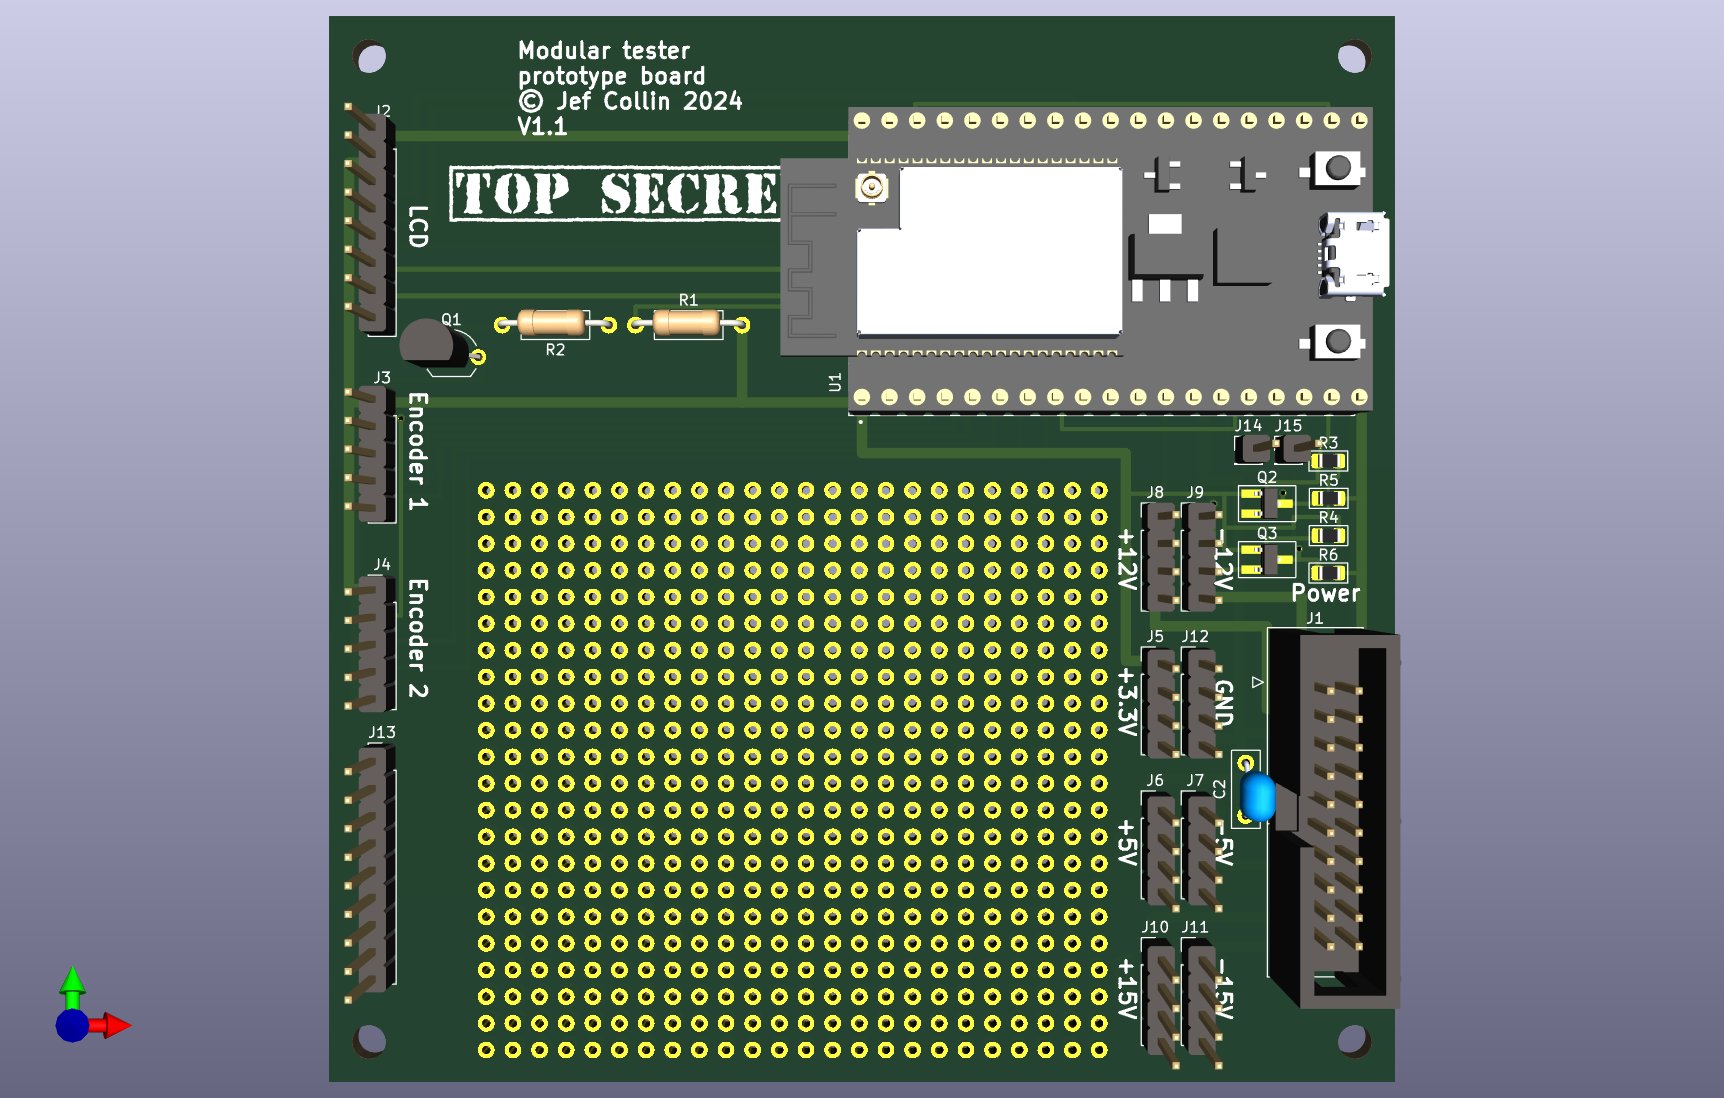 Modular tester
prototype board
© Jef Collin 2024
V1.1
J2
TOP SECRE
LCD
Q1
R1
R2
J3
U1
Encoder 1
J14 J15
R3
Q2
R5
J8 J9
R4
+12V
-12V
Q3
R6
J4
Encoder 2
Power
J1
J5 J12
+3.3V
GND
J13
J6 J7
C2
+5V
-5V
J10 J11
+15V
-15V